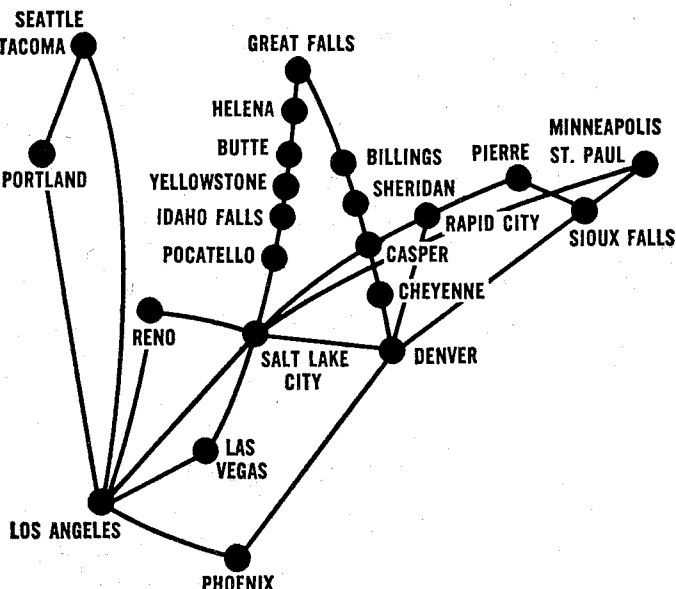 SEATTLE
TACOMA
GREAT FALLS
HELENA
BUTTE
YELLOWSTONE
IDAHO FALLS
POCATELLO
BILLINGS
SHERIDAN
PIERRE
MINNEAPOLIS
ST. PAUL
PORTLAND
RAPID CITY
SIOUX FALLS
CASPER
CHEYENNE
RENO
SALT LAKE
CITY
DENVER
LAS
VEGAS
LOS ANGELES
PHOENIX